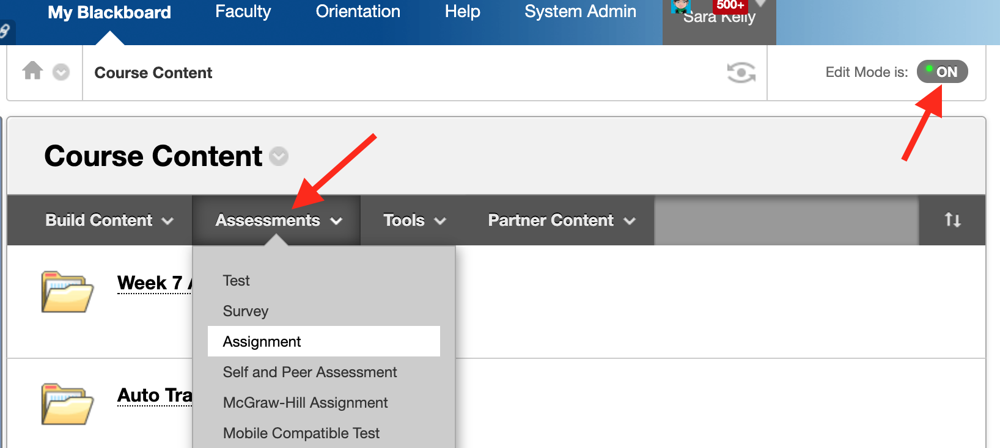 My Blackboard Faculty Orientation Help System Admin 500+
Sara Kelly
Course Content Edit Mode is: ON
Course Content
Build Content Assessments Tools Partner Content
Test
Week 7
Survey
Assignment
Self and Peer Assessment
Auto Tra
McGraw-Hill Assignment
Mobile Compatible Test